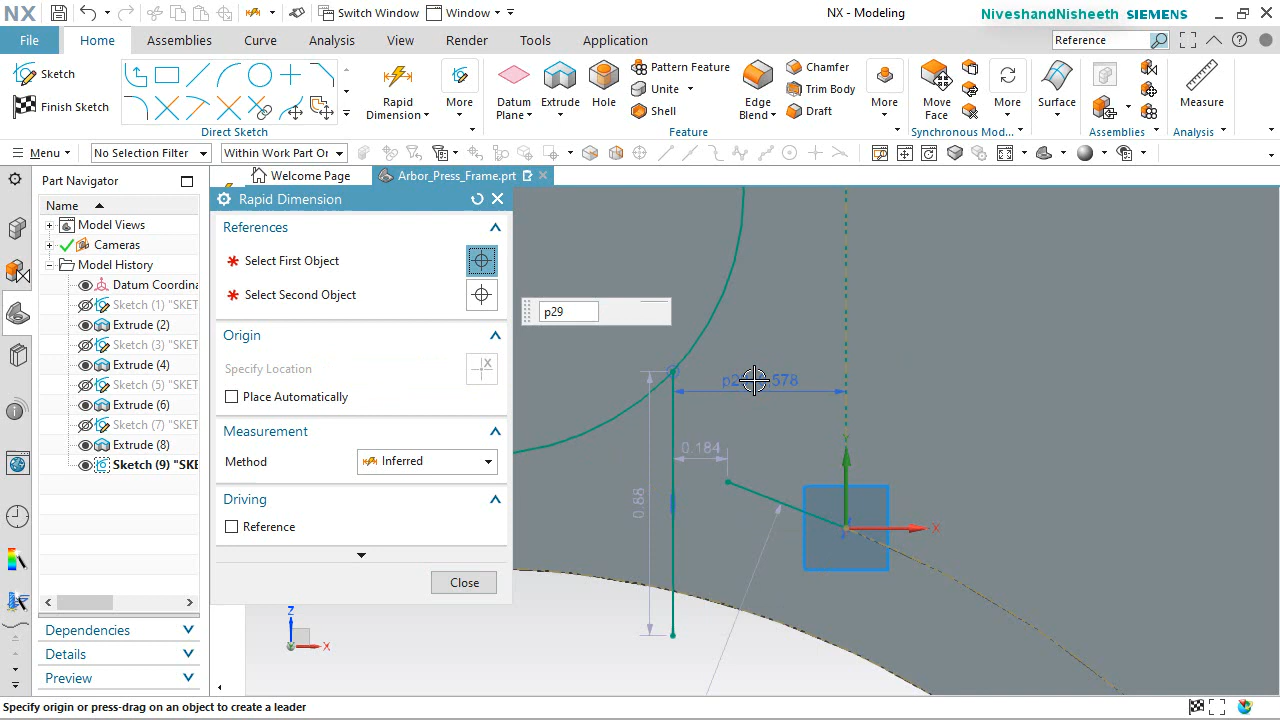 NX
Switch Window
Window
NX - Modeling
NiveshandNisheeth SIEMENS
File
Home
Assemblies
Curve
Analysis
View
Render
Tools
Application
Reference
Sketch
Finish Sketch
Direct Sketch
Rapid
Dimension
More
Datum
Plane
Extrude
Hole
Pattern Feature
Unite
Shell
Edge
Blend
Chamfer
Trim Body
Draft
More
Feature
Move
Face
More
Synchronous Mod...
Surface
Assemblies
Measure
Analysis
Menu
No Selection Filter
Within Work Part Or
Part Navigator
Welcome Page
Arbor_Press_Frame.prt
Name
Model Views
Cameras
Model History
Datum Coordina
Sketch (1) "SKET
Extrude (2)
Sketch (3) "SKET
Extrude (4)
Sketch (5) "SKET
Extrude (6)
Sketch (7) "SKET
Extrude (8)
Sketch (9) "SKE
Dependencies
Details
Preview
Rapid Dimension
References
Select First Object
Select Second Object
Origin
Specify Location
Place Automatically
Measurement
Method
Inferred
Driving
Reference
Close
p29
578
0.184
0.88
Y
X
Z
X
Specify origin or press-drag on an object to create a leader